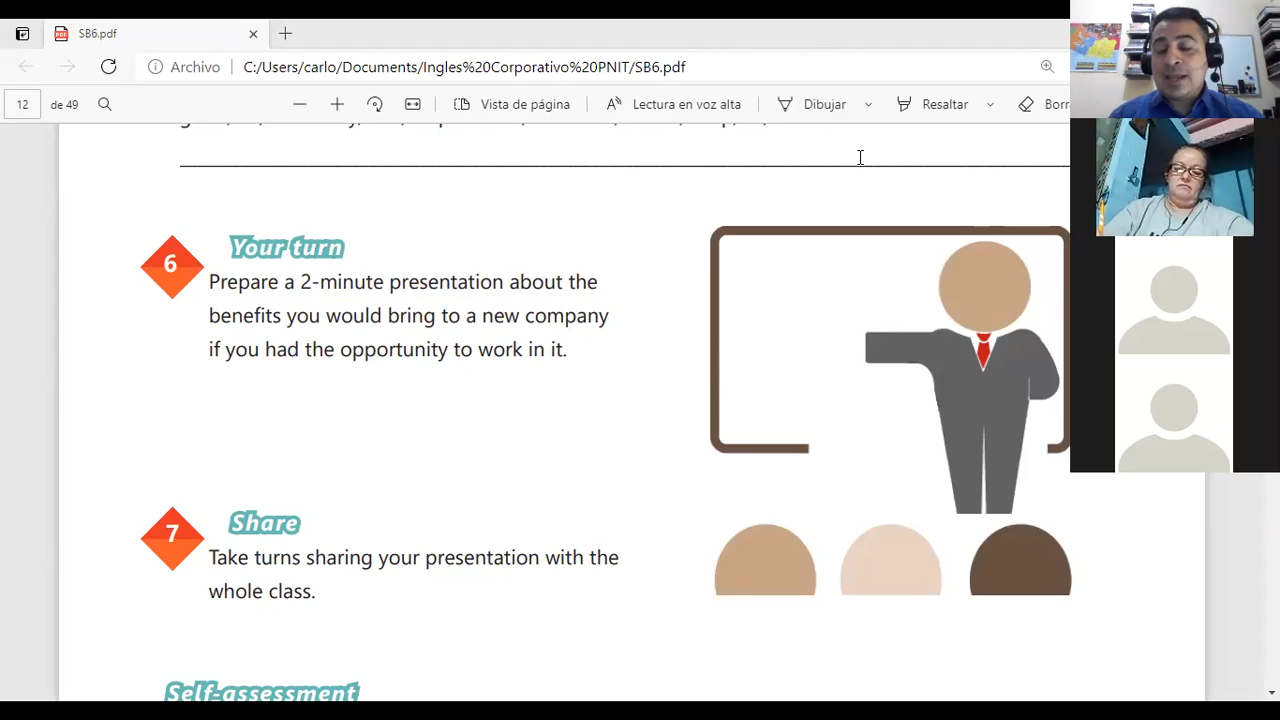 SB6.pdf
Archivo
C:/Users/carlo/Documents/Ingles%20Corporativo%20PNIT/SB6.pdf
12 de 49
Vista de página
Lectura en voz alta
Dibujar
Resaltar
6 Your turn
Prepare a 2-minute presentation about the
benefits you would bring to a new company
if you had the opportunity to work in it.
7 Share
Take turns sharing your presentation with the
whole class.
Self-assessment